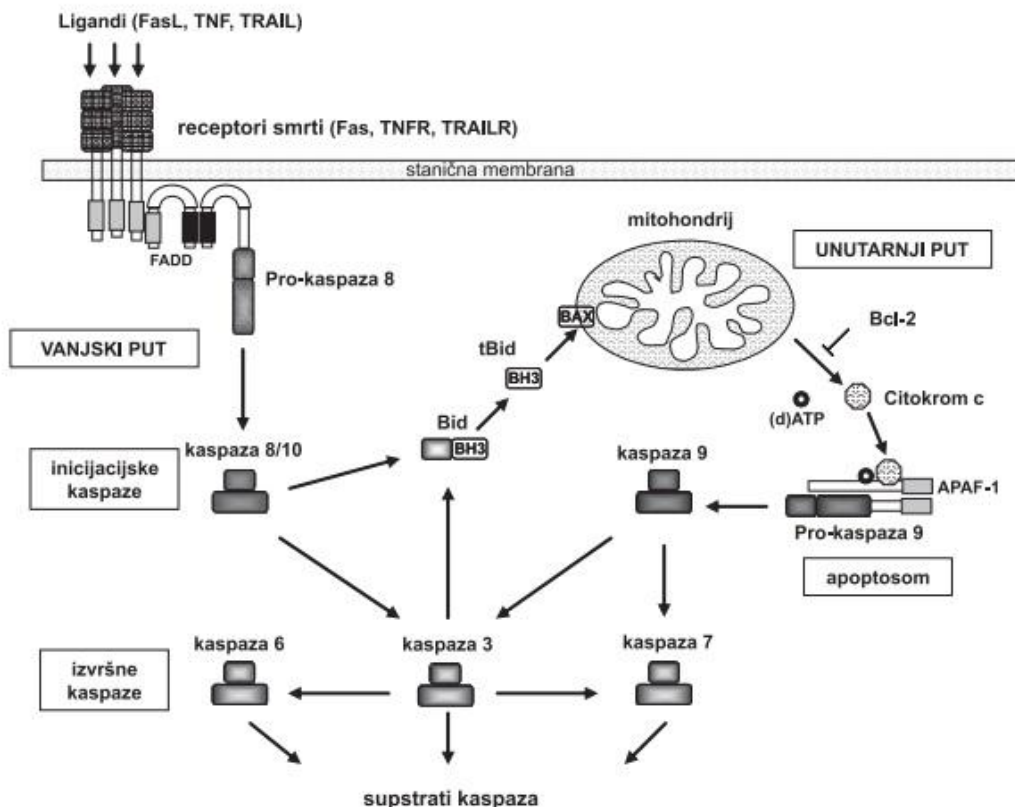 Ligandi (FasL, TNF, TRAIL)
receptori smrti (Fas, TNFR, TRAILR)
stanična membrana
mitohondrij
UNUTARNJI PUT
FADD
Pro-kaspaza 8
BAX
Bcl-2
VANJSKI PUT
tBid
BH3
Citokrom c
(d)ATP
Bid
BH3
kaspaza 8/10
kaspaza 9
inicijacijske
kaspaze
APAF-1
Pro-kaspaza 9
apoptosom
kaspaza 6
kaspaza 3
kaspaza 7
izvršne
kaspaze
supstrati kaspaza